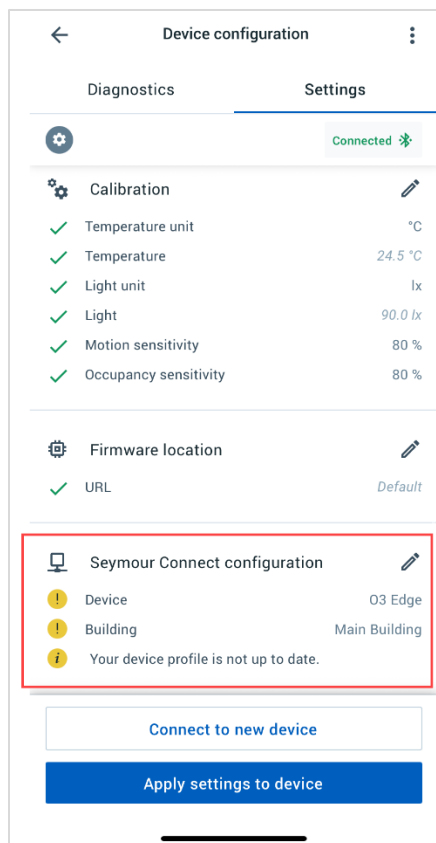 Device configuration
Diagnostics Settings
Connected
Calibration
Temperature unit °C
Temperature 24.5 °C
Light unit lx
Light 90.0 lx
Motion sensitivity 80 %
Occupancy sensitivity 80 %
Firmware location
URL Default
Seymour Connect configuration
! Device O3 Edge
! Building Main Building
i Your device profile is not up to date.
Connect to new device
Apply settings to device